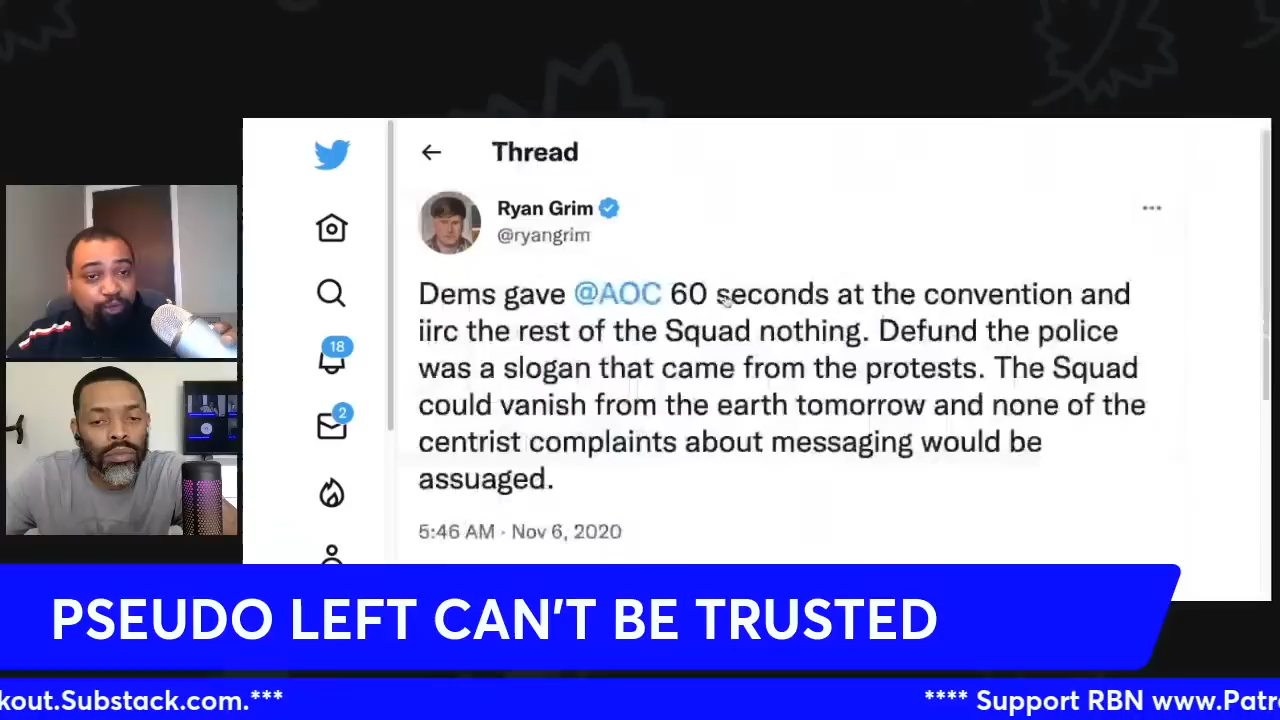 Thread
Ryan Grim
@ryangrim
Dems gave @AOC 60 seconds at the convention and
iirc the rest of the Squad nothing. Defund the police
was a slogan that came from the protests. The Squad
could vanish from the earth tomorrow and none of the
centrist complaints about messaging would be
assuaged.
5:46 AM · Nov 6, 2020
18
2
PSEUDO LEFT CAN'T BE TRUSTED
kout.Substack.com.*** **** Support RBN www.Patr